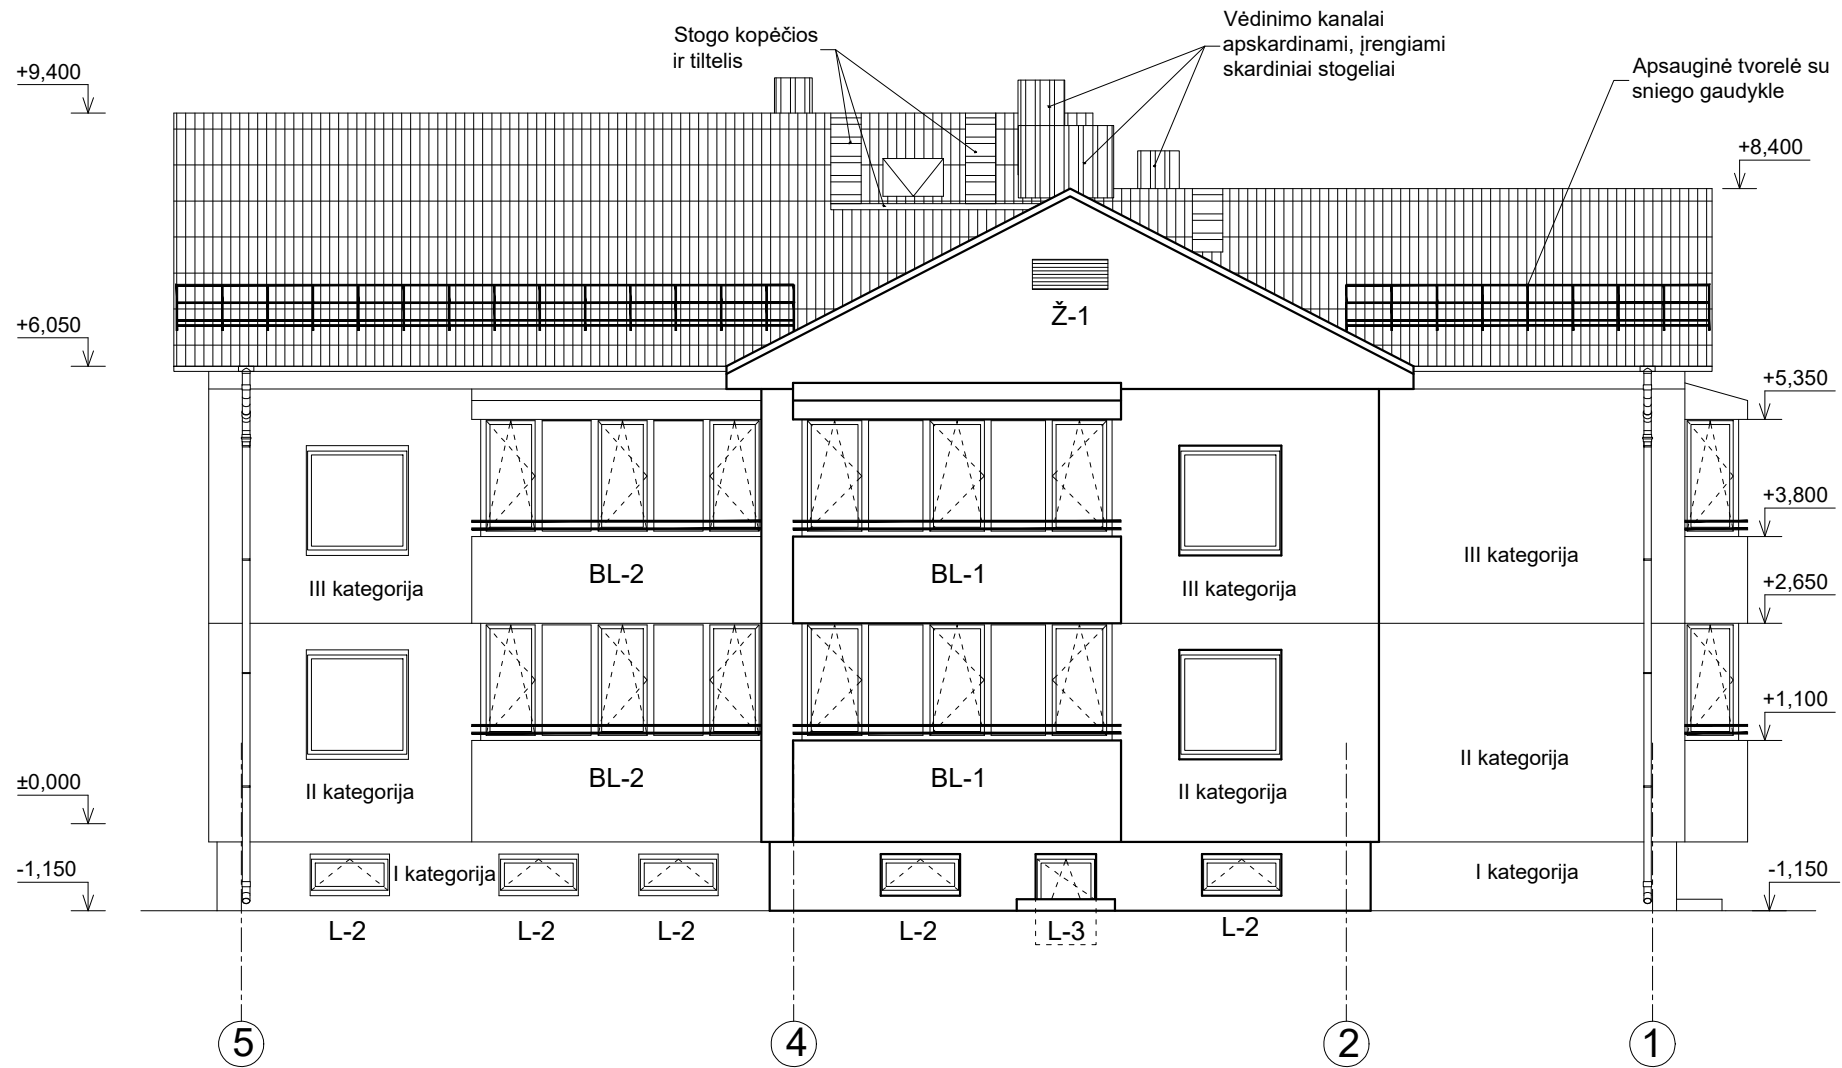 Stogo kopėčios
ir tiltelis
Vėdinimo kanalai
apskardinami, įrengiami
skardiniai stogeliai
Apsauginė tvorelė su
sniego gaudykle
+9,400
+8,400
+6,050
Ž-1
+5,350
+3,800
III kategorija
BL-2
BL-1
III kategorija
III kategorija
+2,650
+1,100
±0,000
II kategorija
BL-2
BL-1
II kategorija
II kategorija
-1,150
I kategorija
I kategorija
-1,150
L-2
L-2
L-2
L-2
L-3
L-2
5
4
2
1